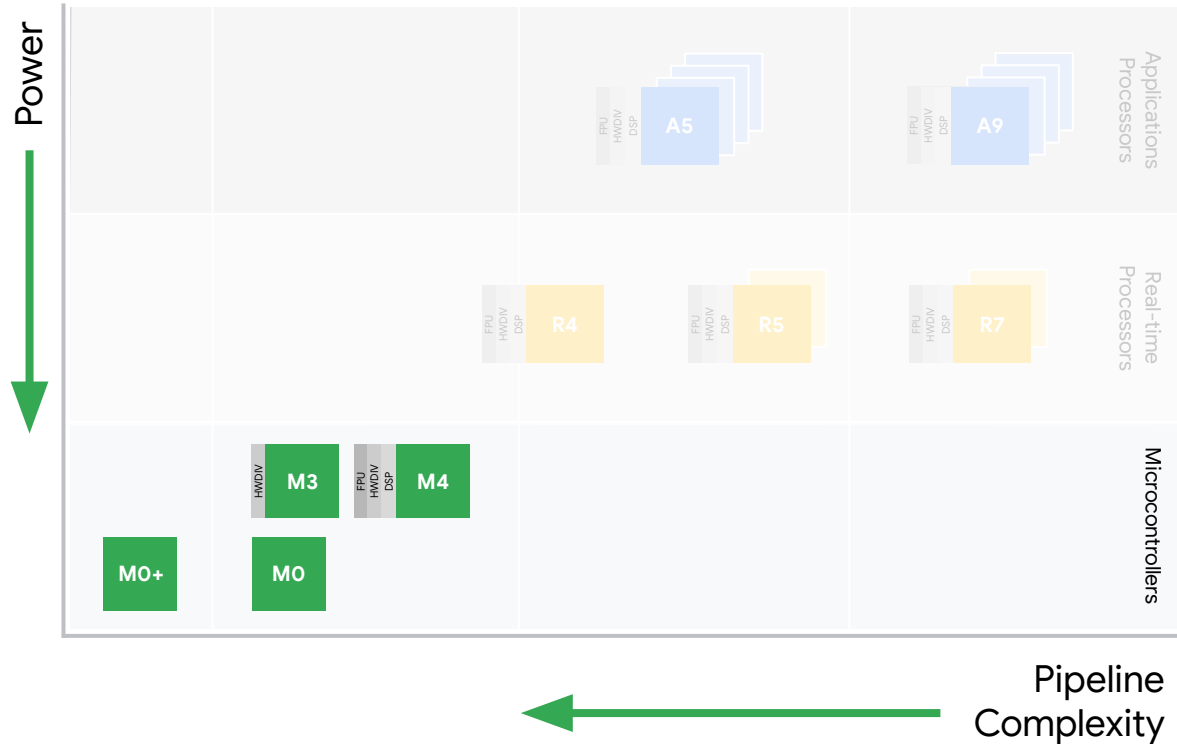 Power
Applications
Processors
FPU
HWDIV
DSP
A5
FPU
HWDIV
DSP
A9
Real-time
Processors
FPU
HWDIV
DSP
R4
FPU
HWDIV
DSP
R5
FPU
HWDIV
DSP
R7
Microcontrollers
HWDIV
M3
FPU
HWDIV
DSP
M4
M0+
M0
Pipeline
Complexity